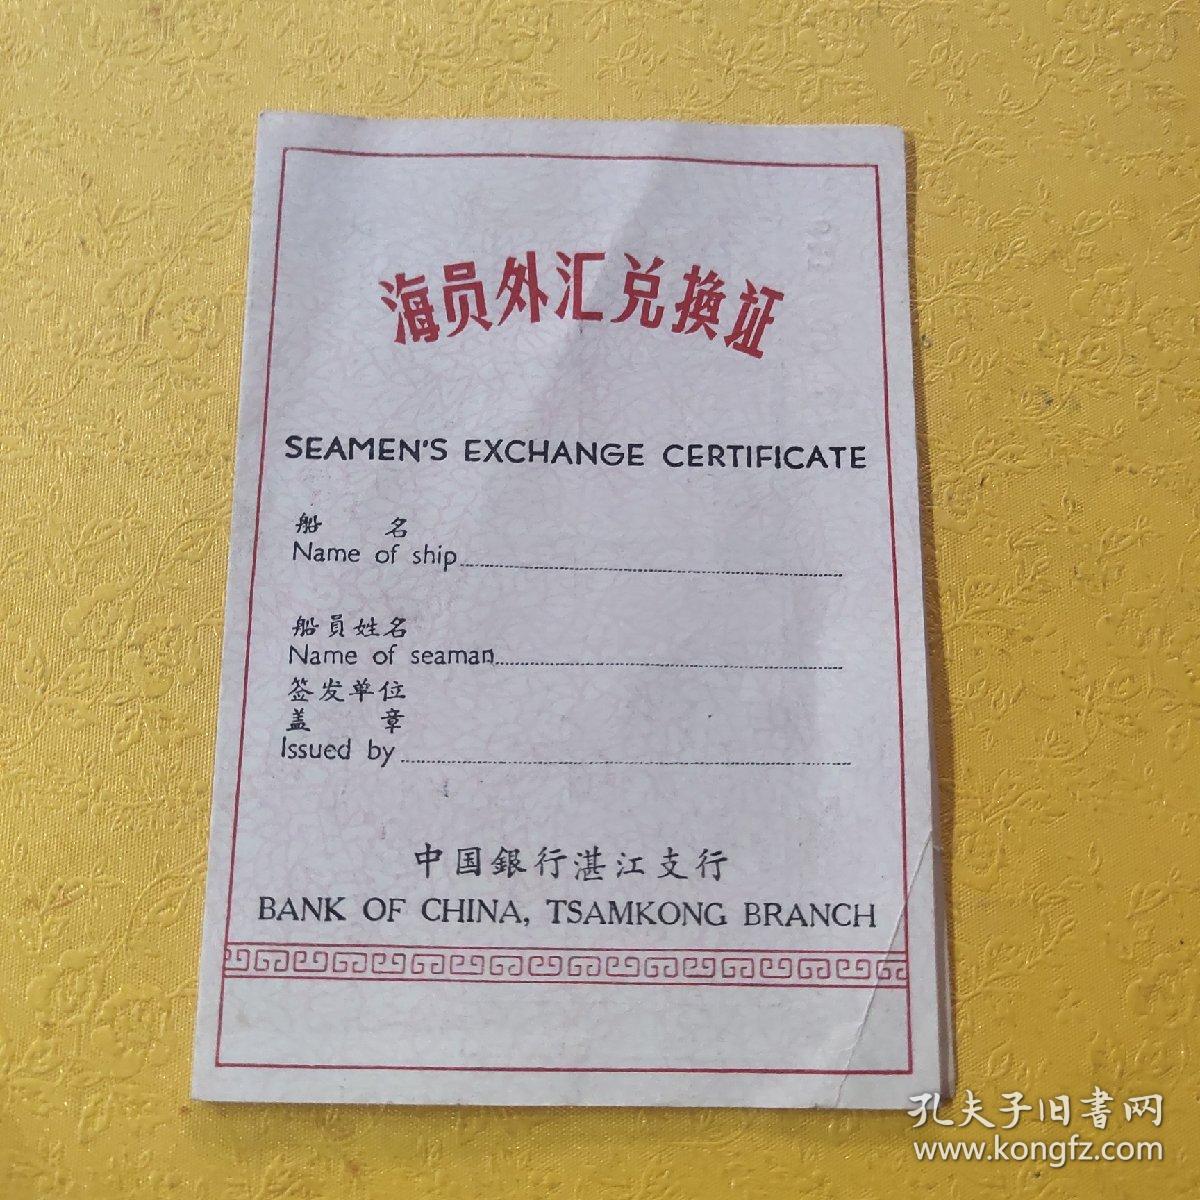 海员外汇兑换证
SEAMEN'S EXCHANGE CERTIFICATE
船 名
Name of ship
船員姓名
Name of seaman
签发单位
盖 章
Issued by
中国銀行湛江支行
BANK OF CHINA, TSAMKONG BRANCH
孔夫子旧書网
www.kongfz.com